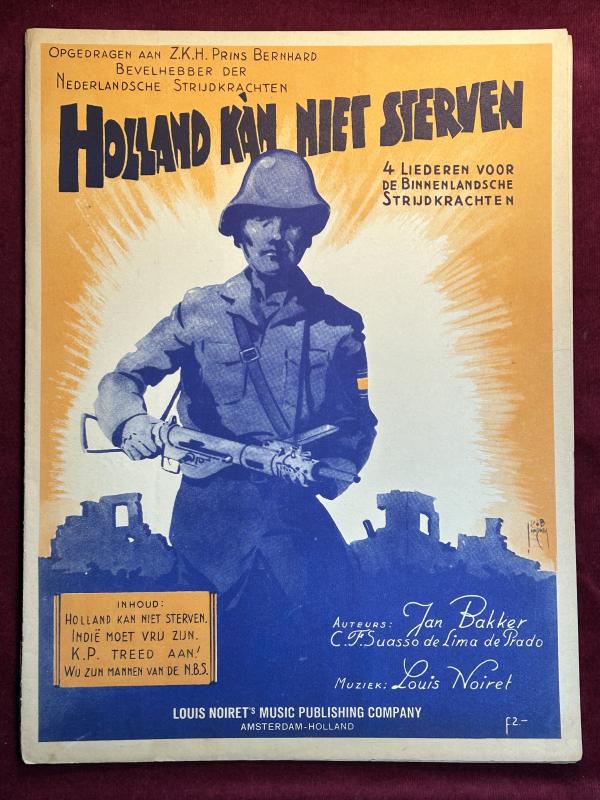 OPGEDRAGEN AAN Z.K.H. PRINS BERNHARD
BEVELHEBBER DER
NEDERLANDSCHE STRIJDKRACHTEN
HOLLAND KÀN NIET STERVEN
4 LIEDEREN VOOR
DE BINNENLANDSCHE
STRIJDKRACHTEN
INHOUD:
HOLLAND KAN NIET STERVEN.
INDIË MOET VRIJ ZIJN.
K.P. TREED AAN!
WIJ ZIJN MANNEN VAN DE N.B.S.
AUTEURS: Jan Bakker
C.F. Suasso de Lima de Prado
MUZIEK: Louis Noiret
LOUIS NOIRET'S MUSIC PUBLISHING COMPANY
AMSTERDAM-HOLLAND
f2.-